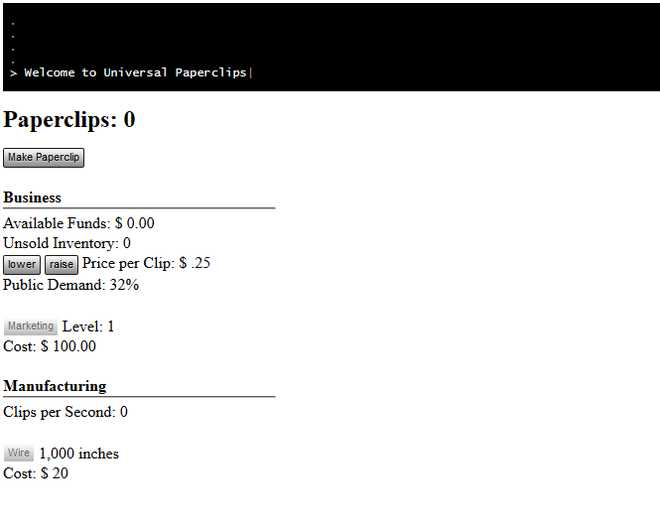 .
.
.
.
> Welcome to Universal Paperclips|
Paperclips: 0
Make Paperclip
Business
Available Funds: $ 0.00
Unsold Inventory: 0
lower raise Price per Clip: $ .25
Public Demand: 32%
Marketing Level: 1
Cost: $ 100.00
Manufacturing
Clips per Second: 0
Wire 1,000 inches
Cost: $ 20